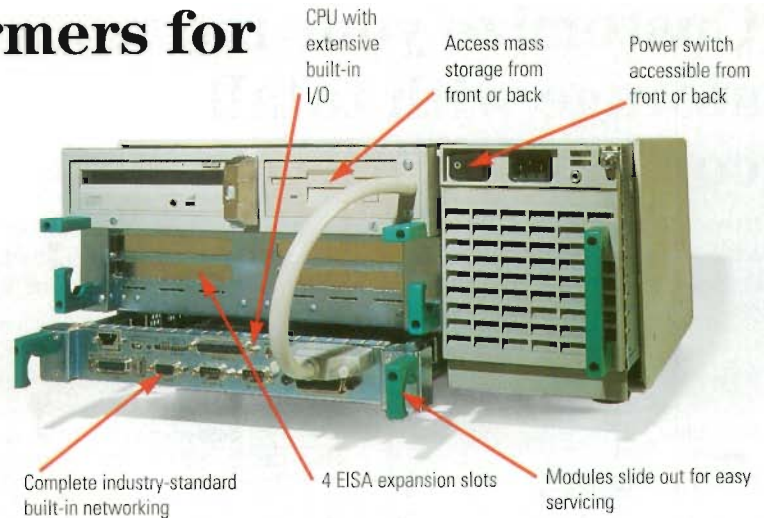 rmers for
CPU with
extensive
built-in
I/O
Access mass
storage from
front or back
Power switch
accessible from
front or back
Complete industry-standard
built-in networking
4 EISA expansion slots
Modules slide out for easy
servicing